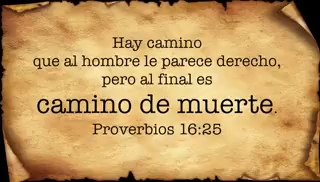 Hay camino
que al hombre le parece derecho,
pero al final es
camino de muerte.
Proverbios 16:25